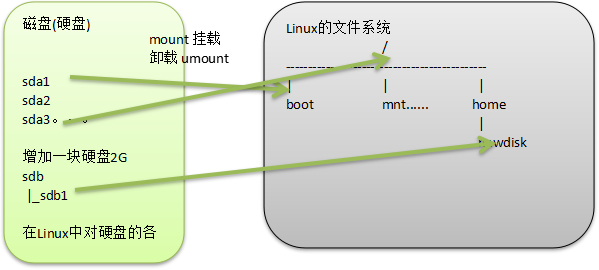 磁盘(硬盘)
sda1
sda2
sda3。.。
增加一块硬盘2G
sdb
|_sdb1
在Linux中对硬盘的各
mount 挂载
卸载 umount
Linux的文件系统
/
-----------------------------------------------
| | |
boot mnt...... home
|